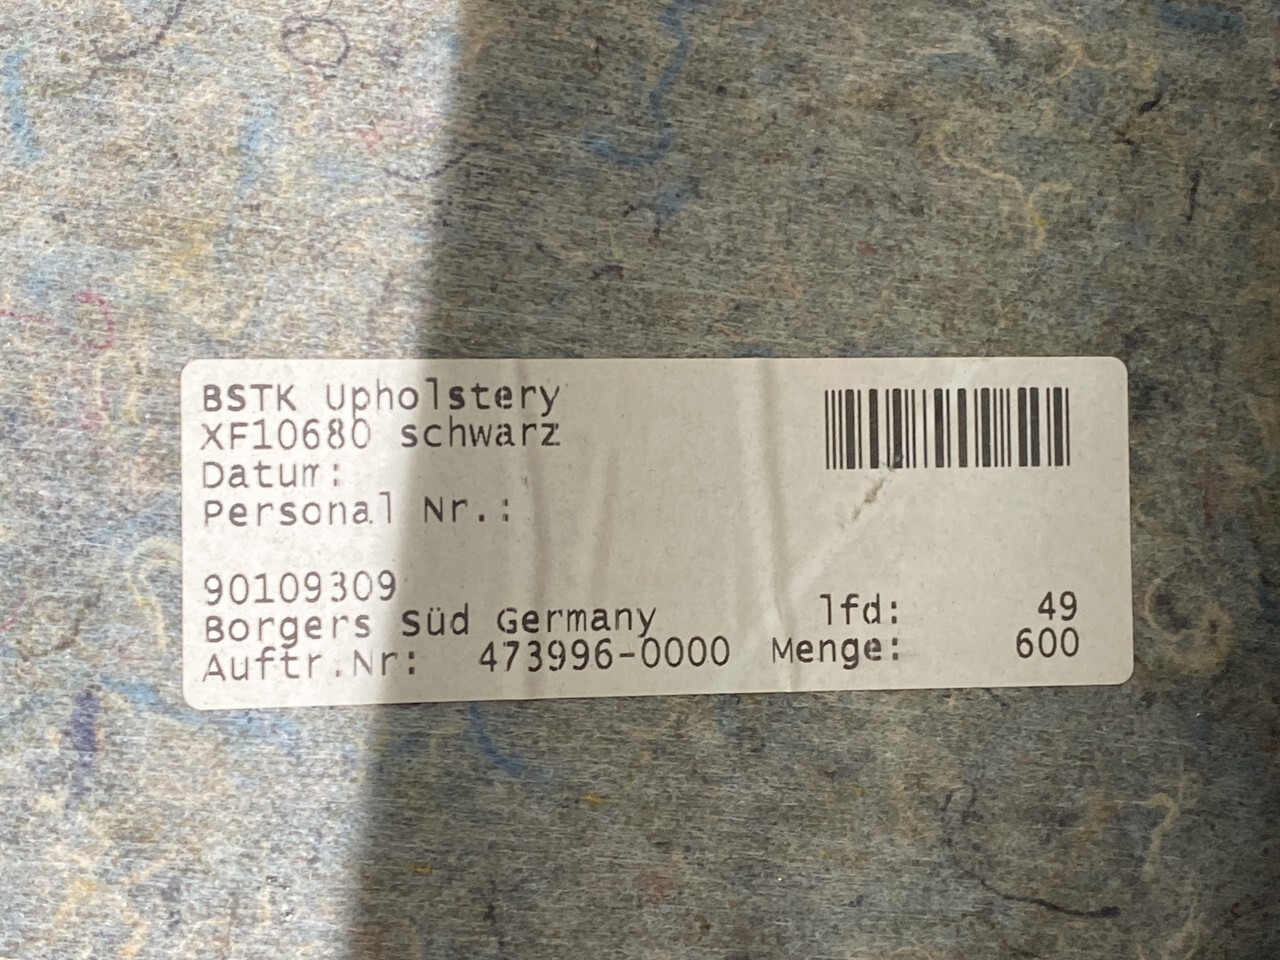 BSTK Upholstery
XF10680 schwarz
Datum:
Personal Nr.:
90109309
Borgers Süd Germany lfd: 49
Auftr.Nr: 473996-0000 Menge: 600